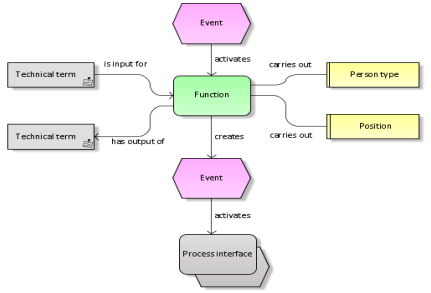 Event
activates
is input for
carries out
Technical term
Person type
Function
Technical term
Position
has output of
creates
carries out
Event
activates
Process interface